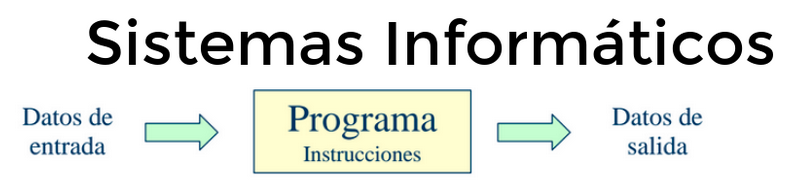 Sistemas Informáticos
Datos de
entrada
Programa
Instrucciones
Datos de
salida